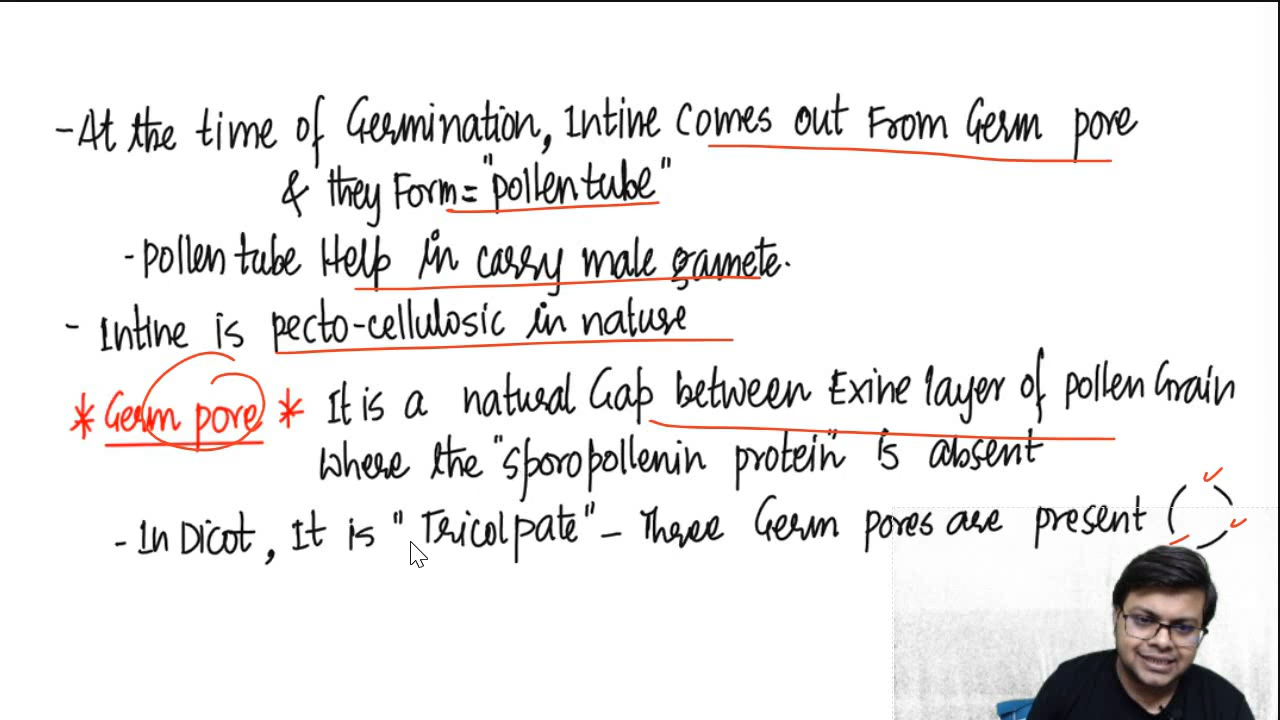 - At the time of Germination, Intine comes out From Germ pore
& they Form = "pollen tube"
- pollen tube Help in carry male gamete.
- Intine is pecto-cellulosic in nature
* Germ pore * It is a natural Gap between Exine layer of pollen Grain
where the "sporopollenin protein" is absent
- In Dicot, It is "Tricolpate" - Three Germ pores are present